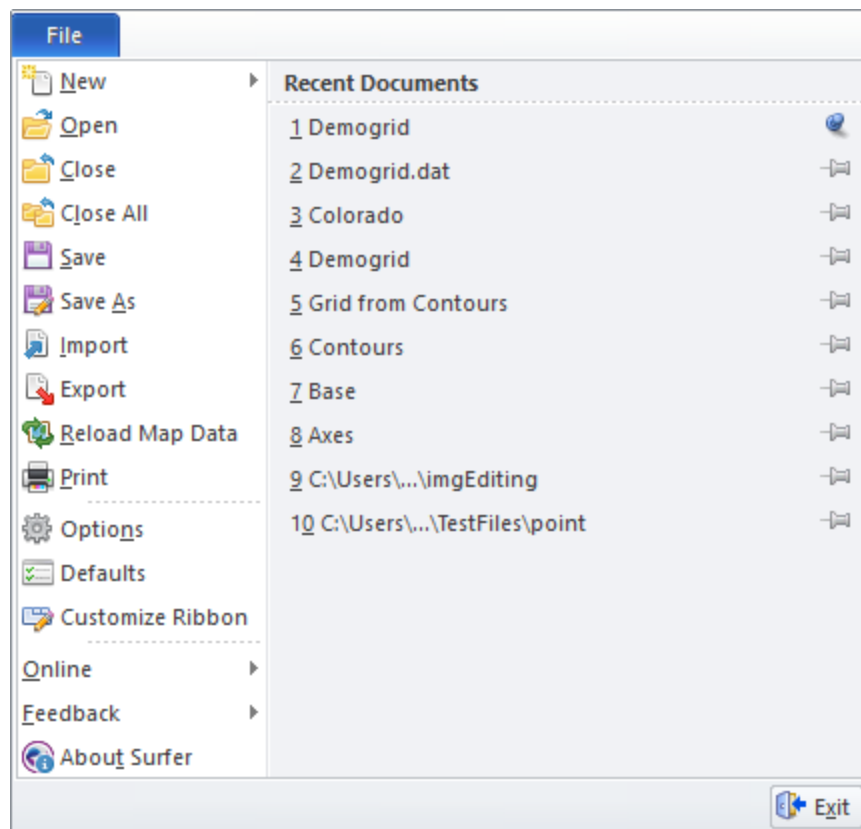 File
New
Open
Close
Close All
Save
Save As
Import
Export
Reload Map Data
Print
Options
Defaults
Customize Ribbon
Online
Feedback
About Surfer
Recent Documents
1 Demogrid
2 Demogrid.dat
3 Colorado
4 Demogrid
5 Grid from Contours
6 Contours
7 Base
8 Axes
9 C:\Users\...\imgEditing
10 C:\Users\...\TestFiles\point
Exit